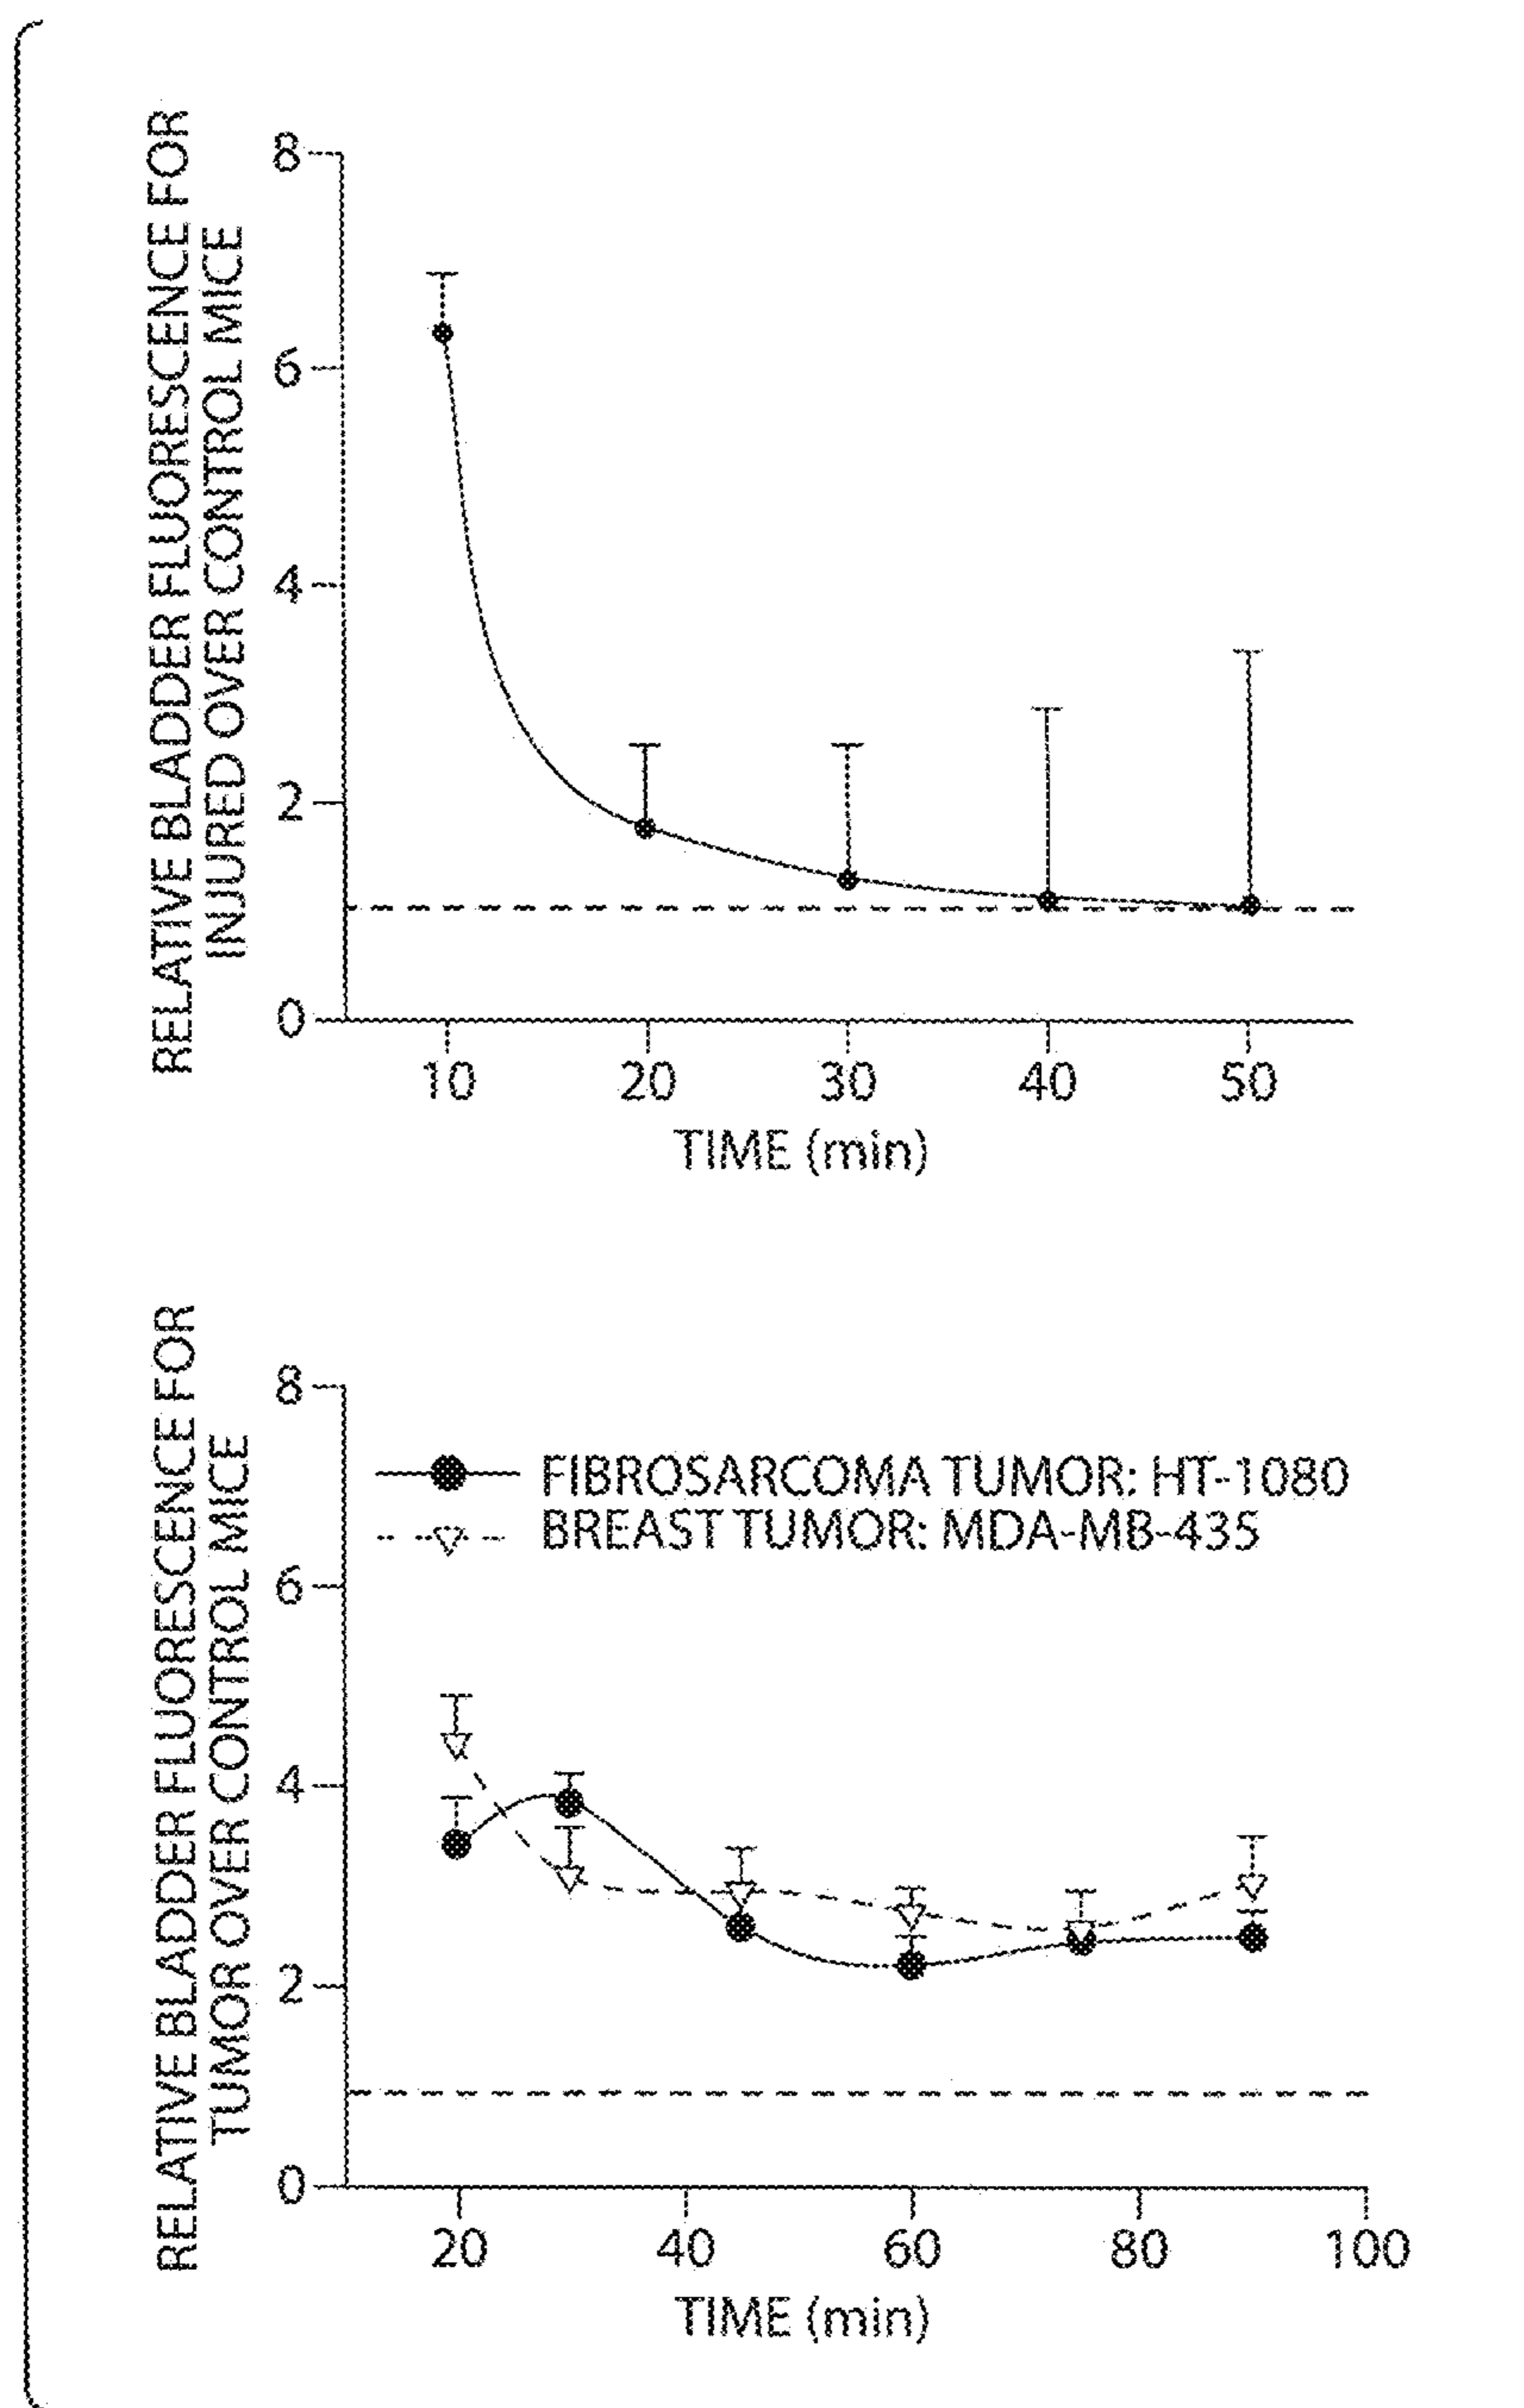 RELATIVE BLADDER FLUORESCENCE FOR
INJURED OVER CONTROL MICE
8
6
4
2
0
10 20 30 40 50
TIME (min)
RELATIVE BLADDER FLUORESCENCE FOR
TUMOR OVER CONTROL MICE
8
FIBROSARCOMA TUMOR: HT-1080
BREAST TUMOR: MDA-MB-435
6
4
2
0
20 40 60 80 100
TIME (min)